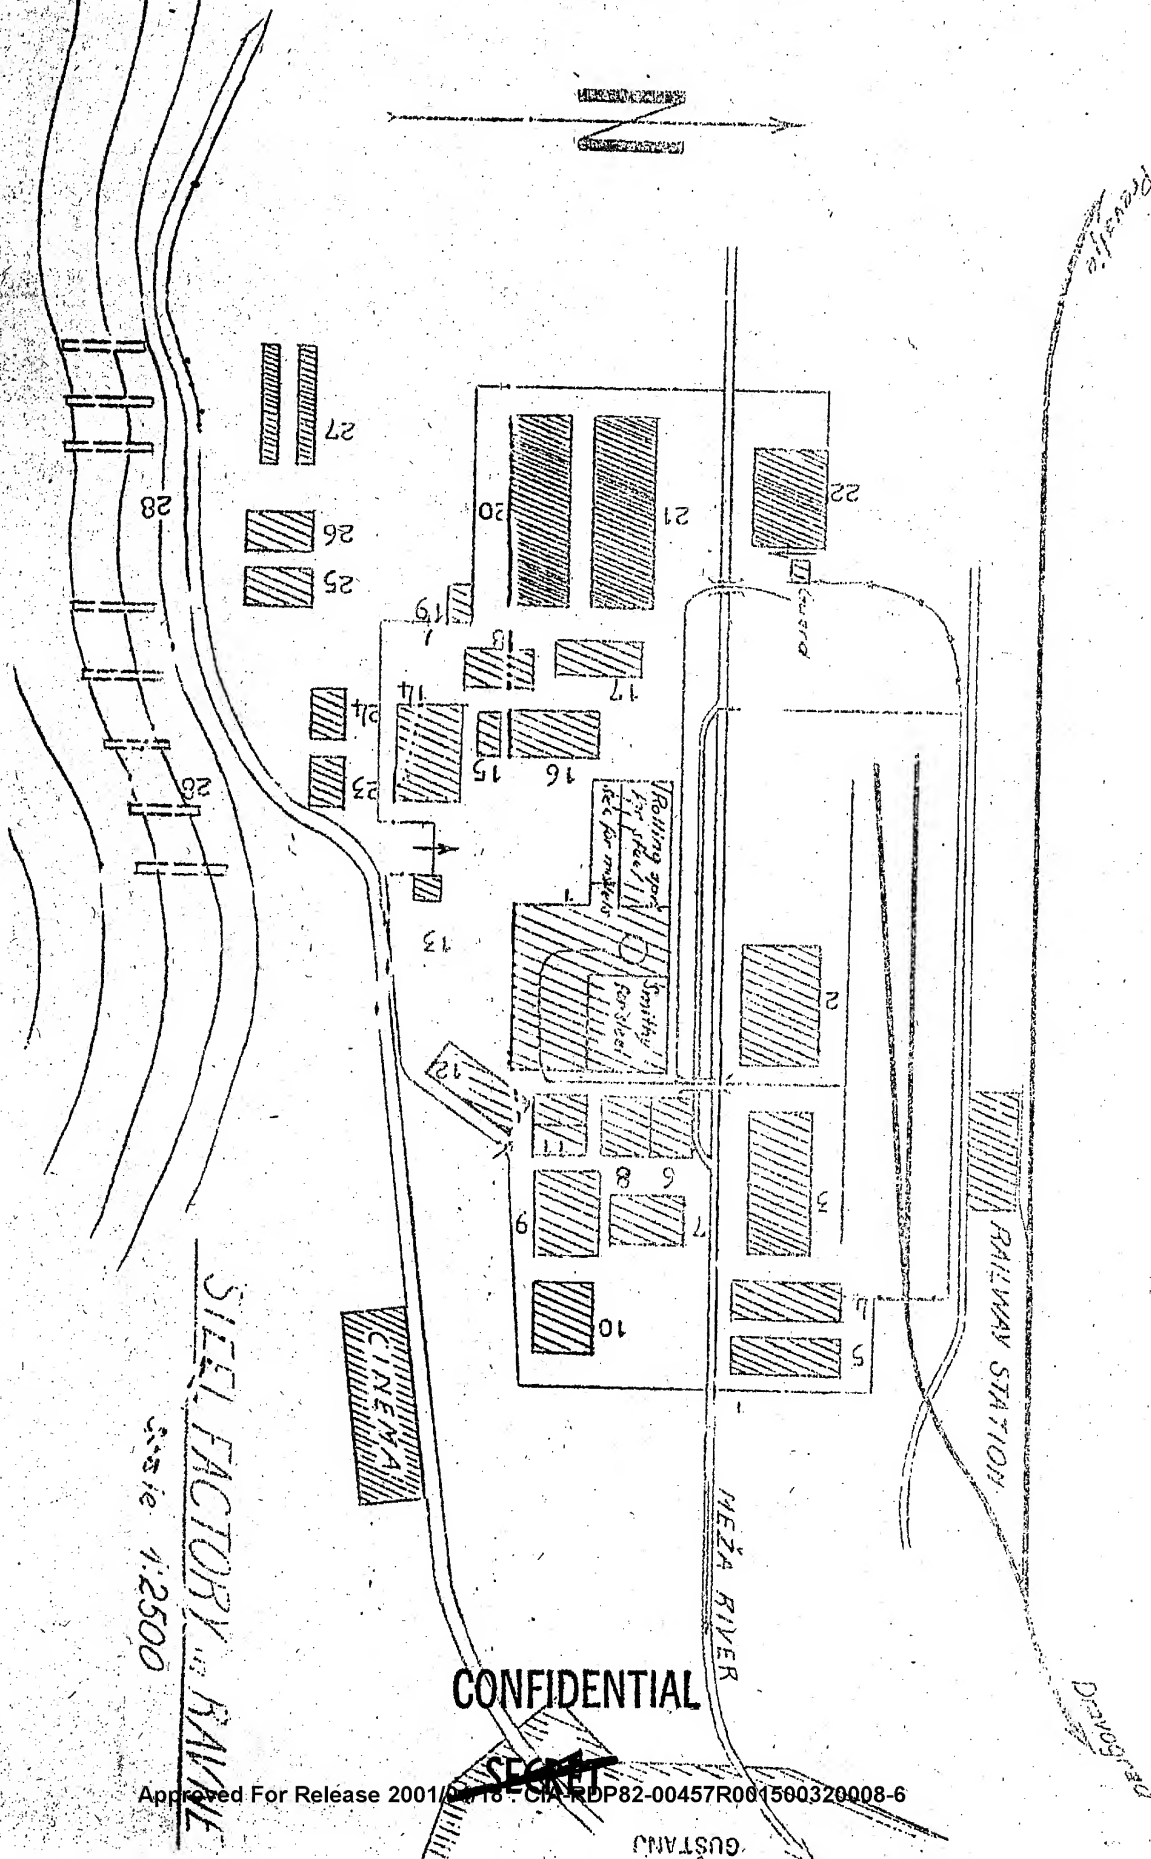 N
Prevalje
27
28
26
25
20
21
22
Guard
19
18
17
24
14
23
15
16
28
Rolling
for steel
for metals
13
1
Smithy
for steel
2
12
11
8
6
3
9
7
10
4
5
CINEMA
RAILWAY STATION
STEEL FACTORY in RAVNE
Scale 1:2500
MEŽA RIVER
Dravograd
CONFIDENTIAL
SECRET
Approved For Release 2001/ : CIA-RDP82-00457R001500320008-6
GUŠTANJ